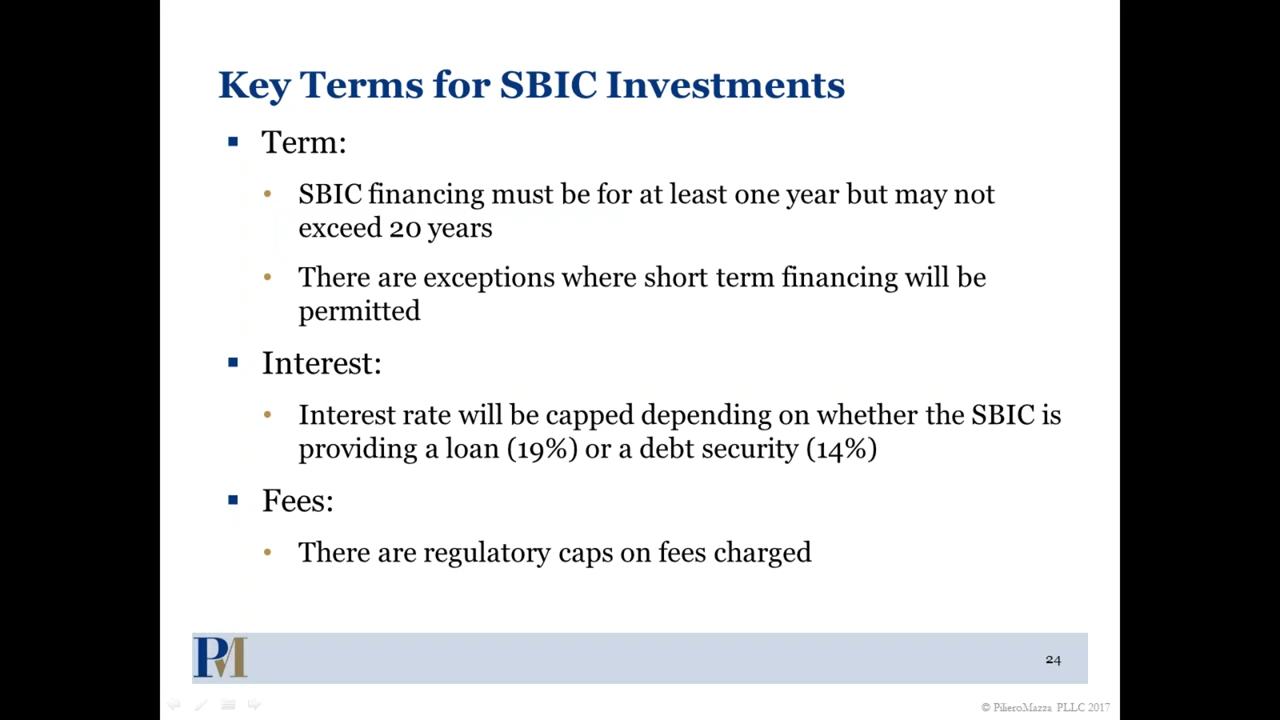 Key Terms for SBIC Investments
Term:
SBIC financing must be for at least one year but may not
exceed 20 years
There are exceptions where short term financing will be
permitted
Interest:
Interest rate will be capped depending on whether the SBIC is
providing a loan (19%) or a debt security (14%)
Fees:
There are regulatory caps on fees charged
PM
24
© PilieroMazza PLLC 2017